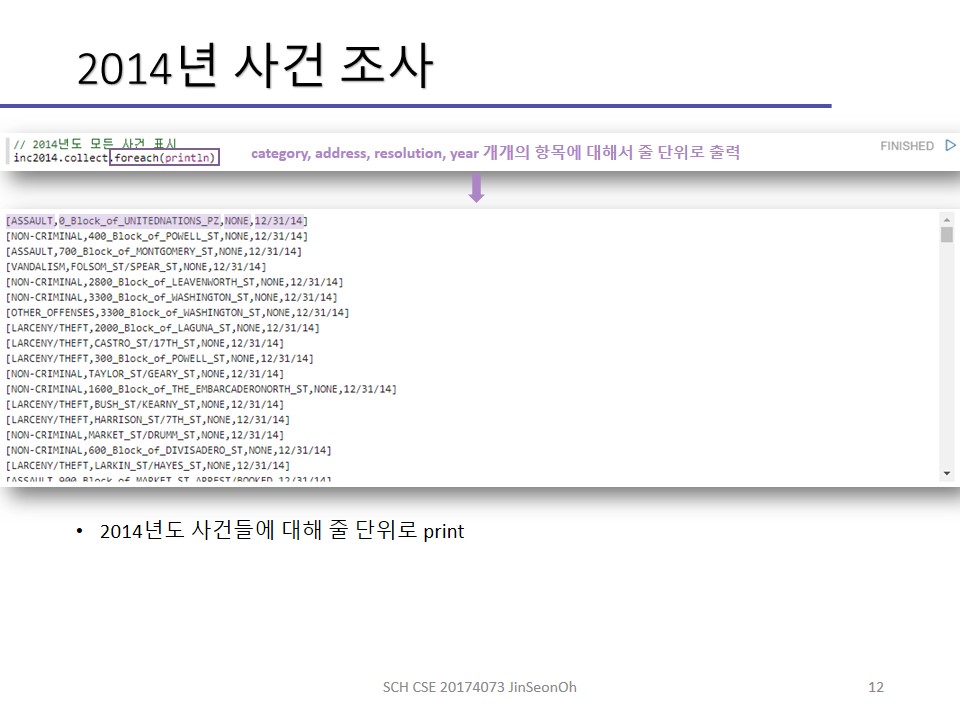 2014년 사건 조사
// 2014년도 모든 사건 표시
inc2014.collect.foreach(println)
category, address, resolution, year 개개의 항목에 대해서 줄 단위로 출력
FINISHED
[ASSAULT,0_Block_of_UNITEDNATIONS_PZ,NONE,12/31/14]
[NON-CRIMINAL,400_Block_of_POWELL_ST,NONE,12/31/14]
[ASSAULT,700_Block_of_MONTGOMERY_ST,NONE,12/31/14]
[VANDALISM,FOLSOM_ST/SPEAR_ST,NONE,12/31/14]
[NON-CRIMINAL,2800_Block_of_LEAVENWORTH_ST,NONE,12/31/14]
[NON-CRIMINAL,3300_Block_of_WASHINGTON_ST,NONE,12/31/14]
[OTHER_OFFENSES,3300_Block_of_WASHINGTON_ST,NONE,12/31/14]
[LARCENY/THEFT,2000_Block_of_LAGUNA_ST,NONE,12/31/14]
[LARCENY/THEFT,CASTRO_ST/17TH_ST,NONE,12/31/14]
[LARCENY/THEFT,300_Block_of_POWELL_ST,NONE,12/31/14]
[NON-CRIMINAL,TAYLOR_ST/GEARY_ST,NONE,12/31/14]
[NON-CRIMINAL,1600_Block_of_THE_EMBARCADERONORTH_ST,NONE,12/31/14]
[LARCENY/THEFT,BUSH_ST/KEARNY_ST,NONE,12/31/14]
[LARCENY/THEFT,HARRISON_ST/7TH_ST,NONE,12/31/14]
[NON-CRIMINAL,MARKET_ST/DRUMM_ST,NONE,12/31/14]
[NON-CRIMINAL,600_Block_of_DIVISADERO_ST,NONE,12/31/14]
[LARCENY/THEFT,LARKIN_ST/HAYES_ST,NONE,12/31/14]
[ASSAULT,900_Block_of_MARKET_ST,ARREST/BOOKED,12/31/14]
• 2014년도 사건들에 대해 줄 단위로 print
SCH CSE 20174073 JinSeonOh
12